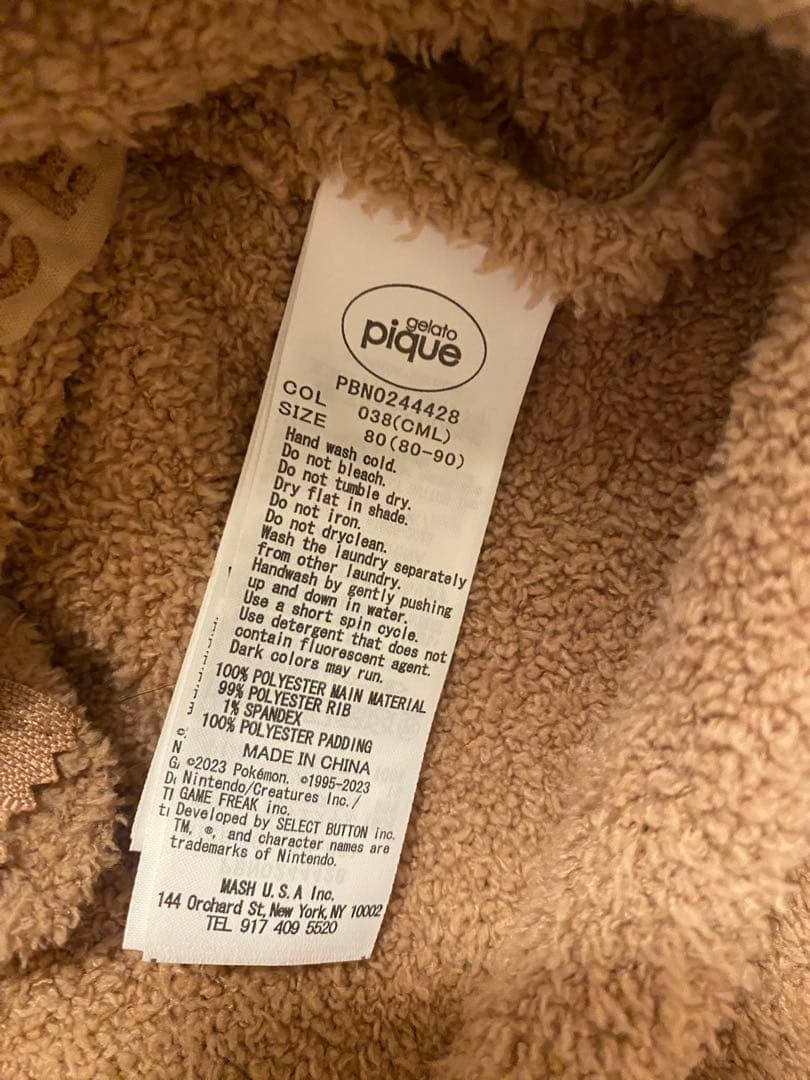 gelato
pique
PBN0244428
COL 038(CML)
SIZE 80(80-90)
Hand wash cold.
Do not bleach.
Do not tumble dry.
Dry flat in shade.
Do not iron.
Do not dryclean.
Wash the laundry separately
from other laundry.
Handwash by gently pushing
up and down in water.
Use a short spin cycle.
Use detergent that does not
contain fluorescent agent.
Dark colors may run.
100% POLYESTER MAIN MATERIAL
99% POLYESTER RIB
1% SPANDEX
100% POLYESTER PADDING
MADE IN CHINA
©2023 Pokémon. ©1995-2023
Nintendo/Creatures Inc./
GAME FREAK inc.
Developed by SELECT BUTTON inc.
TM, ®, and character names are
trademarks of Nintendo.
MASH U.S.A Inc.
144 Orchard St, New York, NY 10002
TEL 917 409 5520